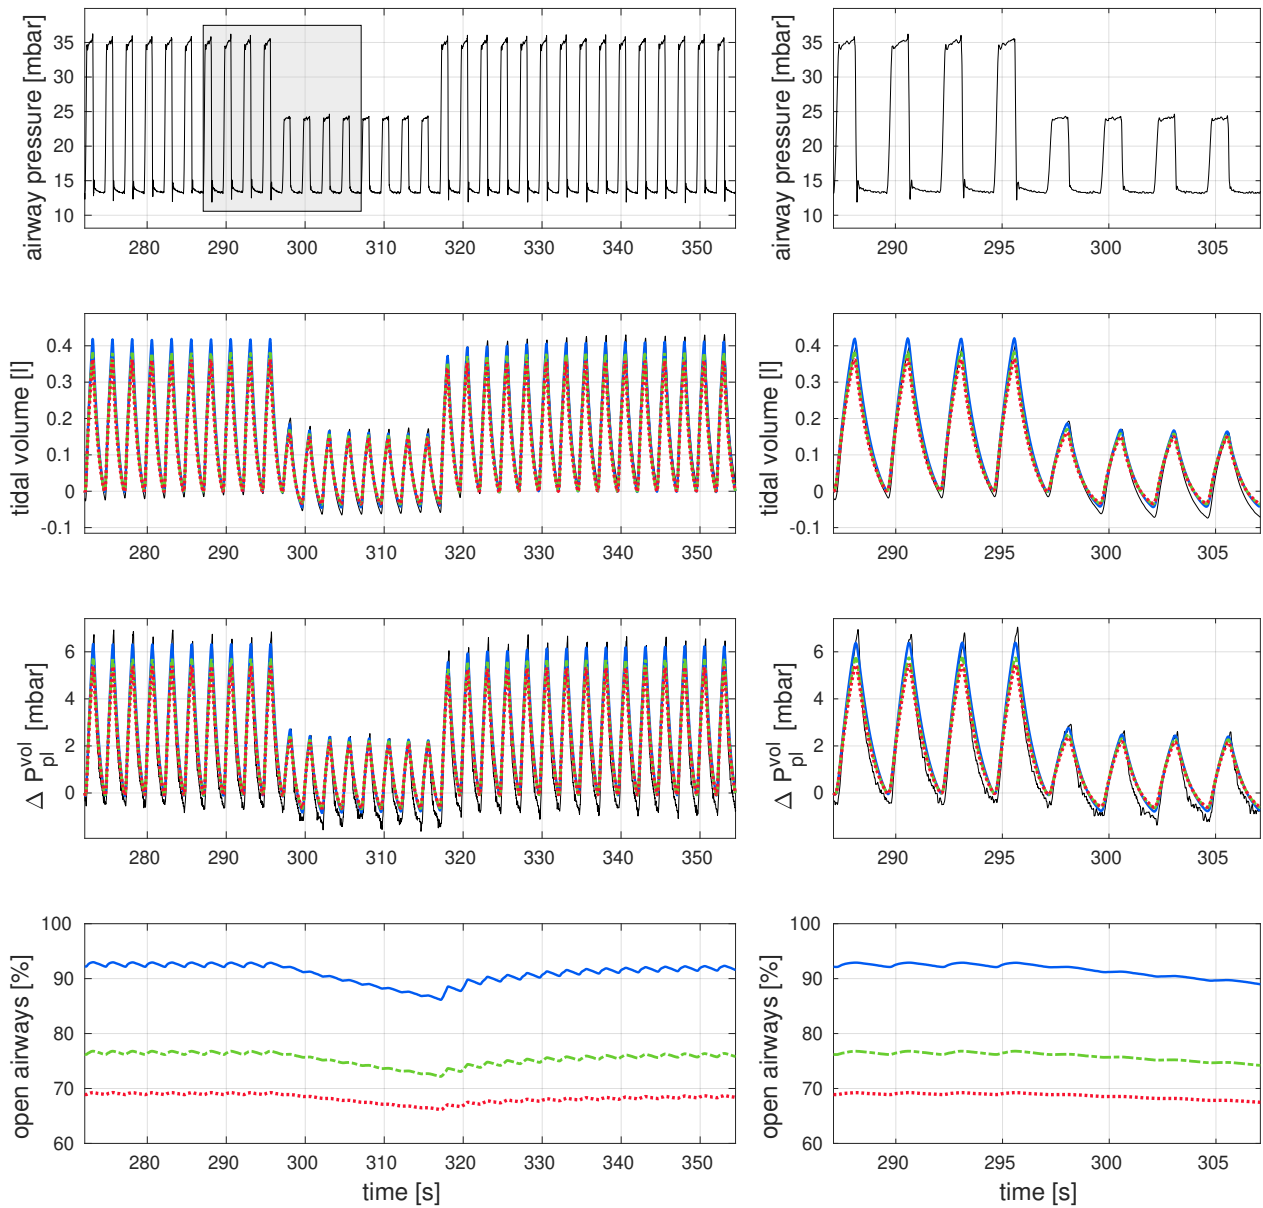 airway pressure [mbar]
35
30
25
20
15
10
280 290 300 310 320 330 340 350
airway pressure [mbar]
35
30
25
20
15
10
290 295 300 305
tidal volume [l]
0.4
0.3
0.2
0.1
0
-0.1
280 290 300 310 320 330 340 350
tidal volume [l]
0.4
0.3
0.2
0.1
0
-0.1
290 295 300 305
Δ P_pl^vol [mbar]
6
4
2
0
280 290 300 310 320 330 340 350
Δ P_pl^vol [mbar]
6
4
2
0
290 295 300 305
open airways [%]
100
90
80
70
60
280 290 300 310 320 330 340 350
time [s]
open airways [%]
100
90
80
70
60
290 295 300 305
time [s]